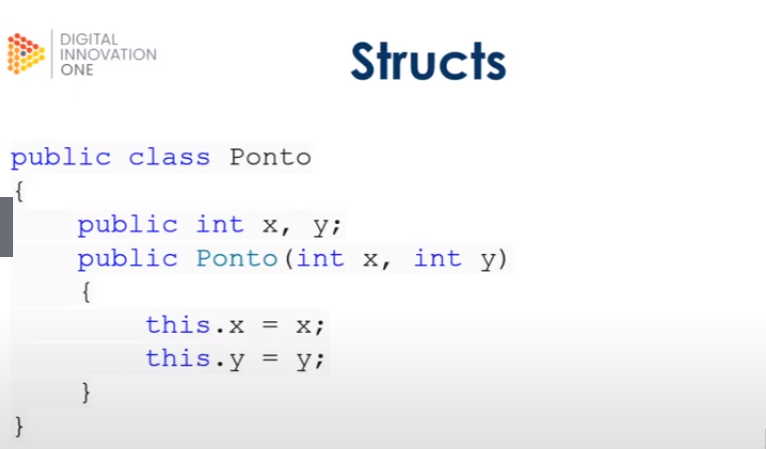 DIGITAL
INNOVATION
ONE
Structs
public class Ponto
{
    public int x, y;
    public Ponto(int x, int y)
    {
        this.x = x;
        this.y = y;
    }
}